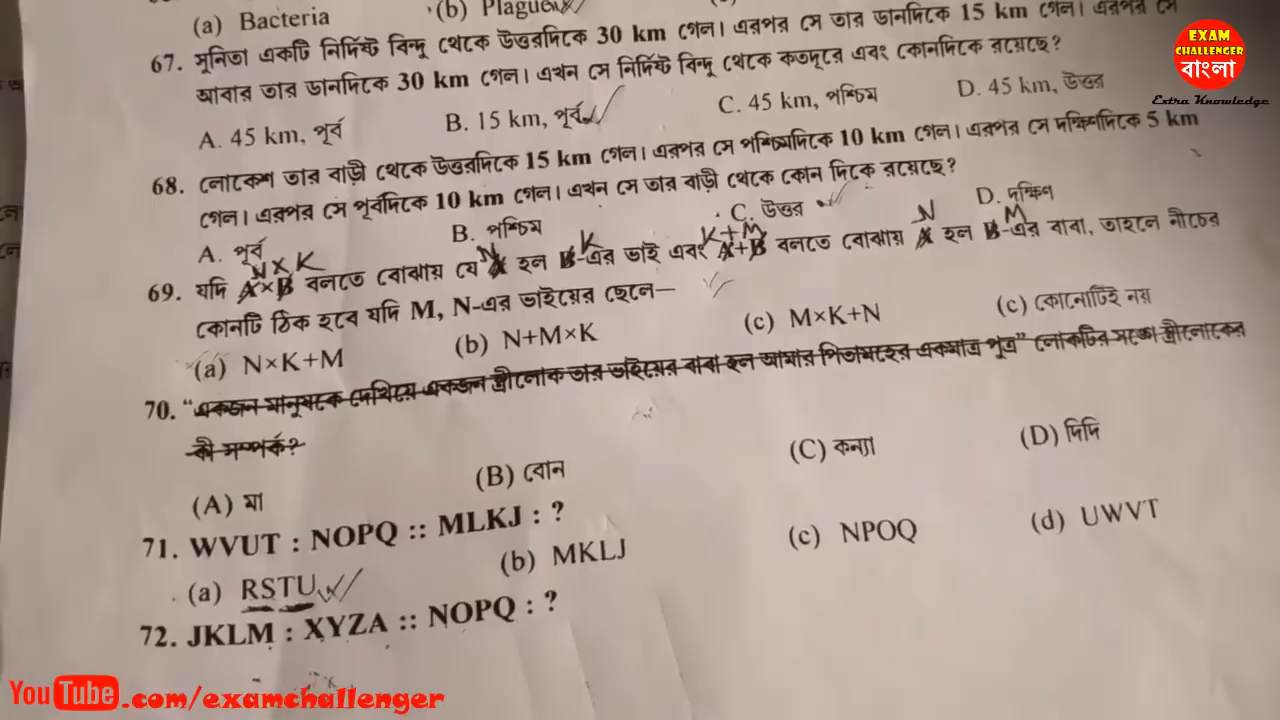 (a) Bacteria (b) Plague
67. সুনিতা একটি নির্দিষ্ট বিন্দু থেকে উত্তরদিকে 30 km গেল। এরপর সে তার ডানদিকে 15 km গেল। এরপর সে
আবার তার ডানদিকে 30 km গেল। এখন সে নির্দিষ্ট বিন্দু থেকে কতদূরে এবং কোনদিকে রয়েছে?
A. 45 km, পূর্ব B. 15 km, পূর্ব C. 45 km, পশ্চিম D. 45 km, উত্তর
68. লোকেশ তার বাড়ী থেকে উত্তরদিকে 15 km গেল। এরপর সে পশ্চিমদিকে 10 km গেল। এরপর সে দক্ষিণদিকে 5 km
গেল। এরপর সে পূর্বদিকে 10 km গেল। এখন সে তার বাড়ী থেকে কোন দিকে রয়েছে?
A. পূর্ব B. পশ্চিম C. উত্তর D. দক্ষিণ
N×K N K K+M N M
69. যদি A×B বলতে বোঝায় যে A হল B-এর ভাই এবং A+B বলতে বোঝায় A হল B-এর বাবা, তাহলে নীচের
কোনটি ঠিক হবে যদি M, N-এর ভাইয়ের ছেলে—
(a) N×K+M (b) N+M×K (c) M×K+N (c) কোনোটিই নয়
70. "একজন মানুষকে দেখিয়ে একজন স্ত্রীলোক তার ভাইয়ের বাবা হল আমার পিতামহের একমাত্র পুত্র" লোকটির সঙ্গে স্ত্রীলোকের
কী সম্পর্ক?
(A) মা (B) বোন (C) কন্যা (D) দিদি
71. WVUT : NOPQ :: MLKJ : ?
(a) RSTU (b) MKLJ (c) NPOQ (d) UWVT
72. JKLM : XYZA :: NOPQ : ?
EXAM
CHALLENGER
বাংলা
Extra Knowledge
YouTube.com/examchallenger